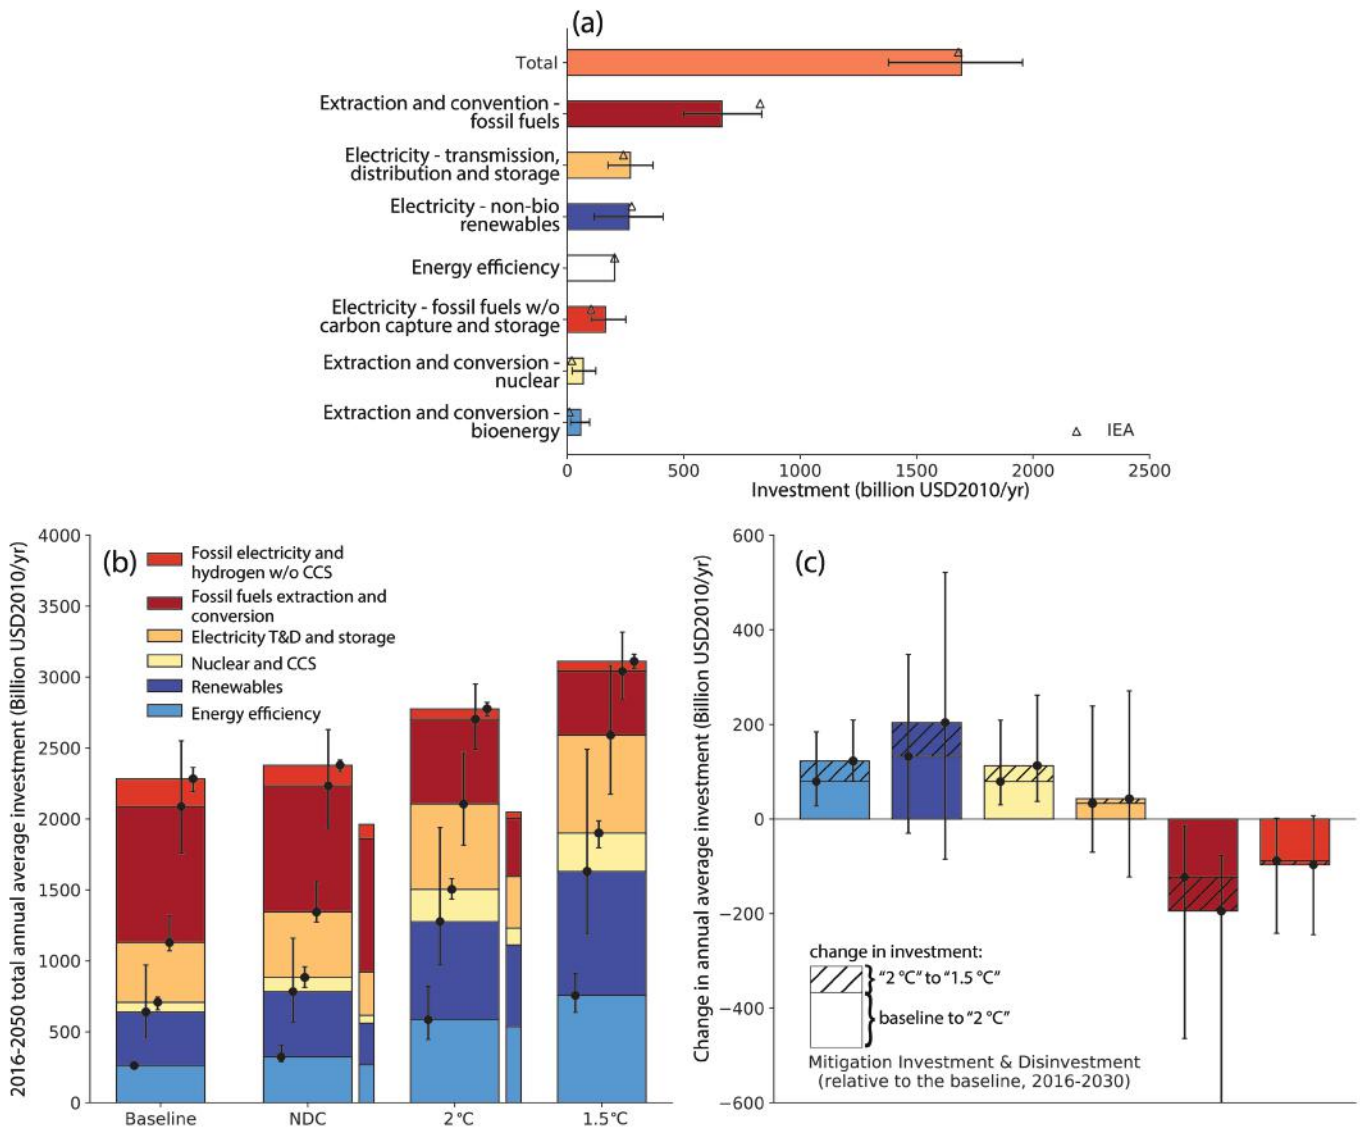 (a)
Total
Extraction and convention -
fossil fuels
Electricity - transmission,
distribution and storage
Electricity - non-bio
renewables
Energy efficiency
Electricity - fossil fuels w/o
carbon capture and storage
Extraction and conversion -
nuclear
Extraction and conversion -
bioenergy
IEA
0 500 1000 1500 2000 2500
Investment (billion USD2010/yr)
(b)
2016-2050 total annual average investment (Billion USD2010/yr)
4000
3500
3000
2500
2000
1500
1000
500
0
Fossil electricity and
hydrogen w/o CCS
Fossil fuels extraction and
conversion
Electricity T&D and storage
Nuclear and CCS
Renewables
Energy efficiency
Baseline NDC 2°C 1.5°C
(c)
Change in annual average investment (Billion USD2010/yr)
600
400
200
0
−200
−400
−600
change in investment:
"2 °C" to "1.5 °C"
baseline to "2 °C"
Mitigation Investment & Disinvestment
(relative to the baseline, 2016-2030)